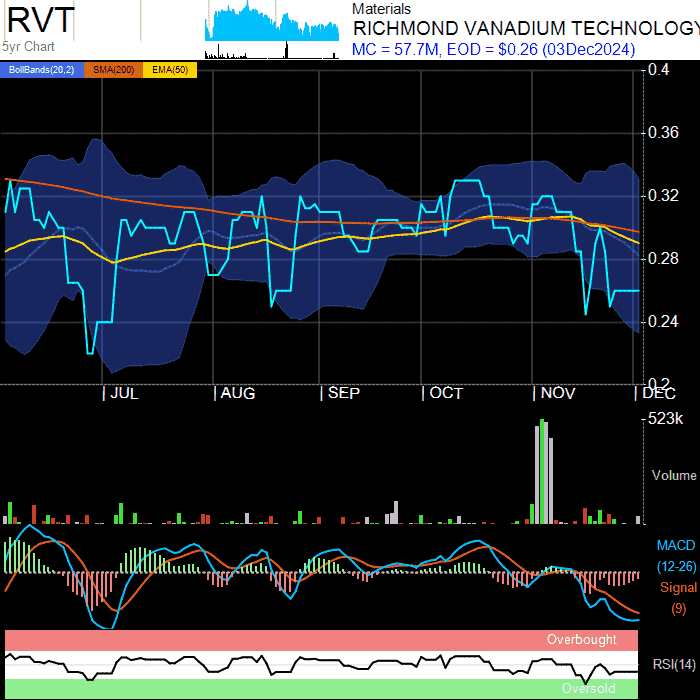 RVT
5yr Chart
Materials
RICHMOND VANADIUM TECHNOLOGY
MC = 57.7M, EOD = $0.26 (03Dec2024)
BollBands(20,2) SMA(200) EMA(50)
0.4
0.36
0.32
0.28
0.24
0.2
JUL AUG SEP OCT NOV DEC
523k
Volume
MACD
(12-26)
Signal
(9)
Overbought
RSI(14)
Oversold